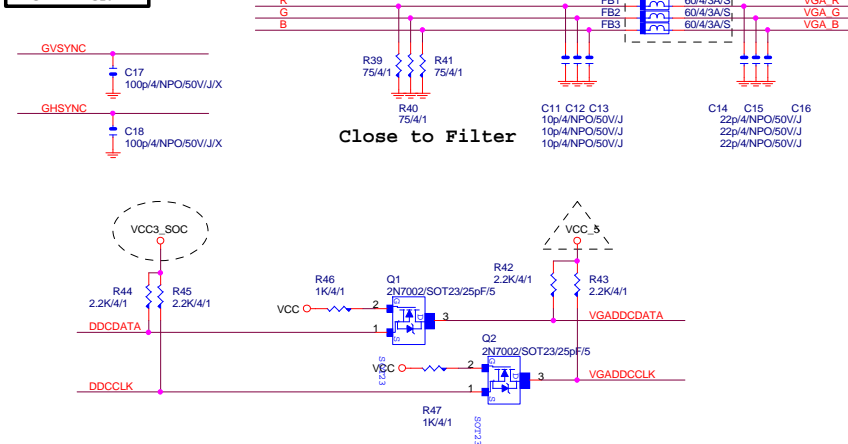 R FB1 60/4/3A/S VGA_R
G FB2 60/4/3A/S VGA_G
B FB3 60/4/3A/S VGA_B
GVSYNC
C17
100p/4/NPO/50V/J/X
GHSYNC
C18
100p/4/NPO/50V/J/X
R39
75/4/1
R41
75/4/1
R40
75/4/1
Close to Filter
C11 C12 C13
10p/4/NPO/50V/J
10p/4/NPO/50V/J
10p/4/NPO/50V/J
C14 C15 C16
22p/4/NPO/50V/J
22p/4/NPO/50V/J
22p/4/NPO/50V/J
VCC3_SOC
VCC_5
R44
2.2K/4/1
R45
2.2K/4/1
R46
1K/4/1
Q1
2N7002/SOT23/25pF/5
R42
2.2K/4/1
R43
2.2K/4/1
VCC
2
G
D
S
1
3
DDCDATA
VGADDCDATA
Q2
2N7002/SOT23/25pF/5
SOT23
VCC
2
G
D
S
1
3
DDCCLK
VGADDCCLK
R47
1K/4/1